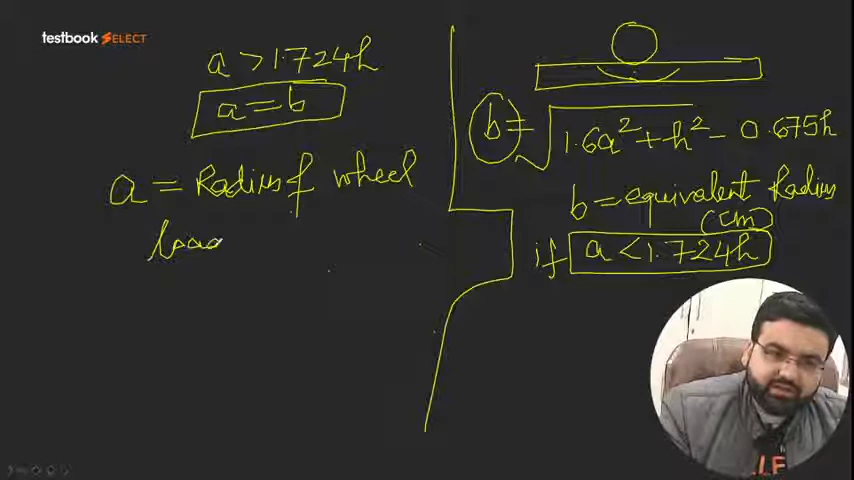 testbook SELECT
a > 1.724h
a = b
a = Radius of wheel
b = √1.6a² + h² - 0.675h
b = equivalent Radius
(cm)
if a < 1.724h